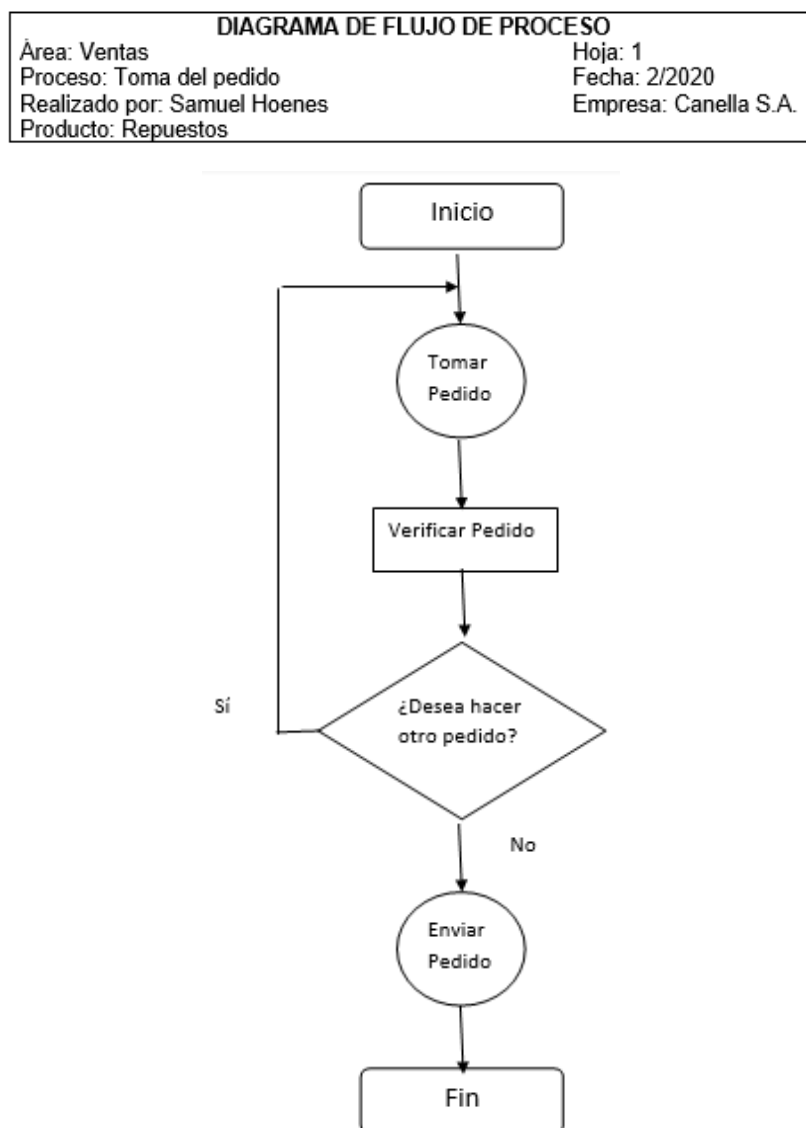 DIAGRAMA DE FLUJO DE PROCESO
Área: Ventas Hoja: 1
Proceso: Toma del pedido Fecha: 2/2020
Realizado por: Samuel Hoenes Empresa: Canella S.A.
Producto: Repuestos
Inicio
Tomar
Pedido
Verificar Pedido
¿Desea hacer
otro pedido?
Sí
No
Enviar
Pedido
Fin